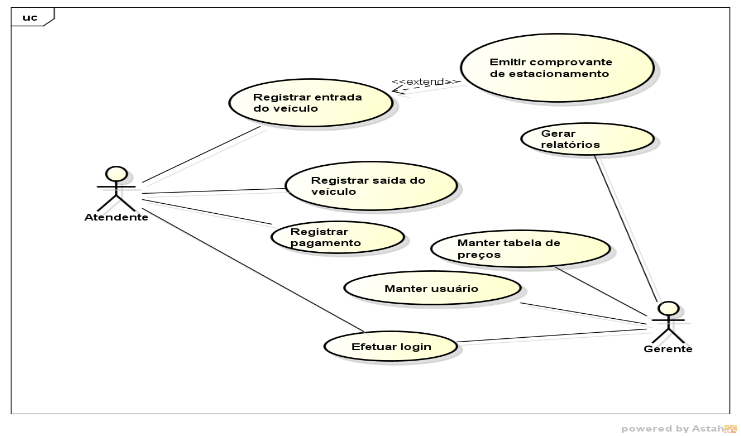 uc
Emitir comprovante
de estacionamento
<<extend>>
Registrar entrada
do veículo
Gerar
relatórios
Registrar saída do
veículo
Atendente
Registrar
pagamento
Manter tabela de
preços
Manter usuário
Efetuar login
Gerente
powered by Astah